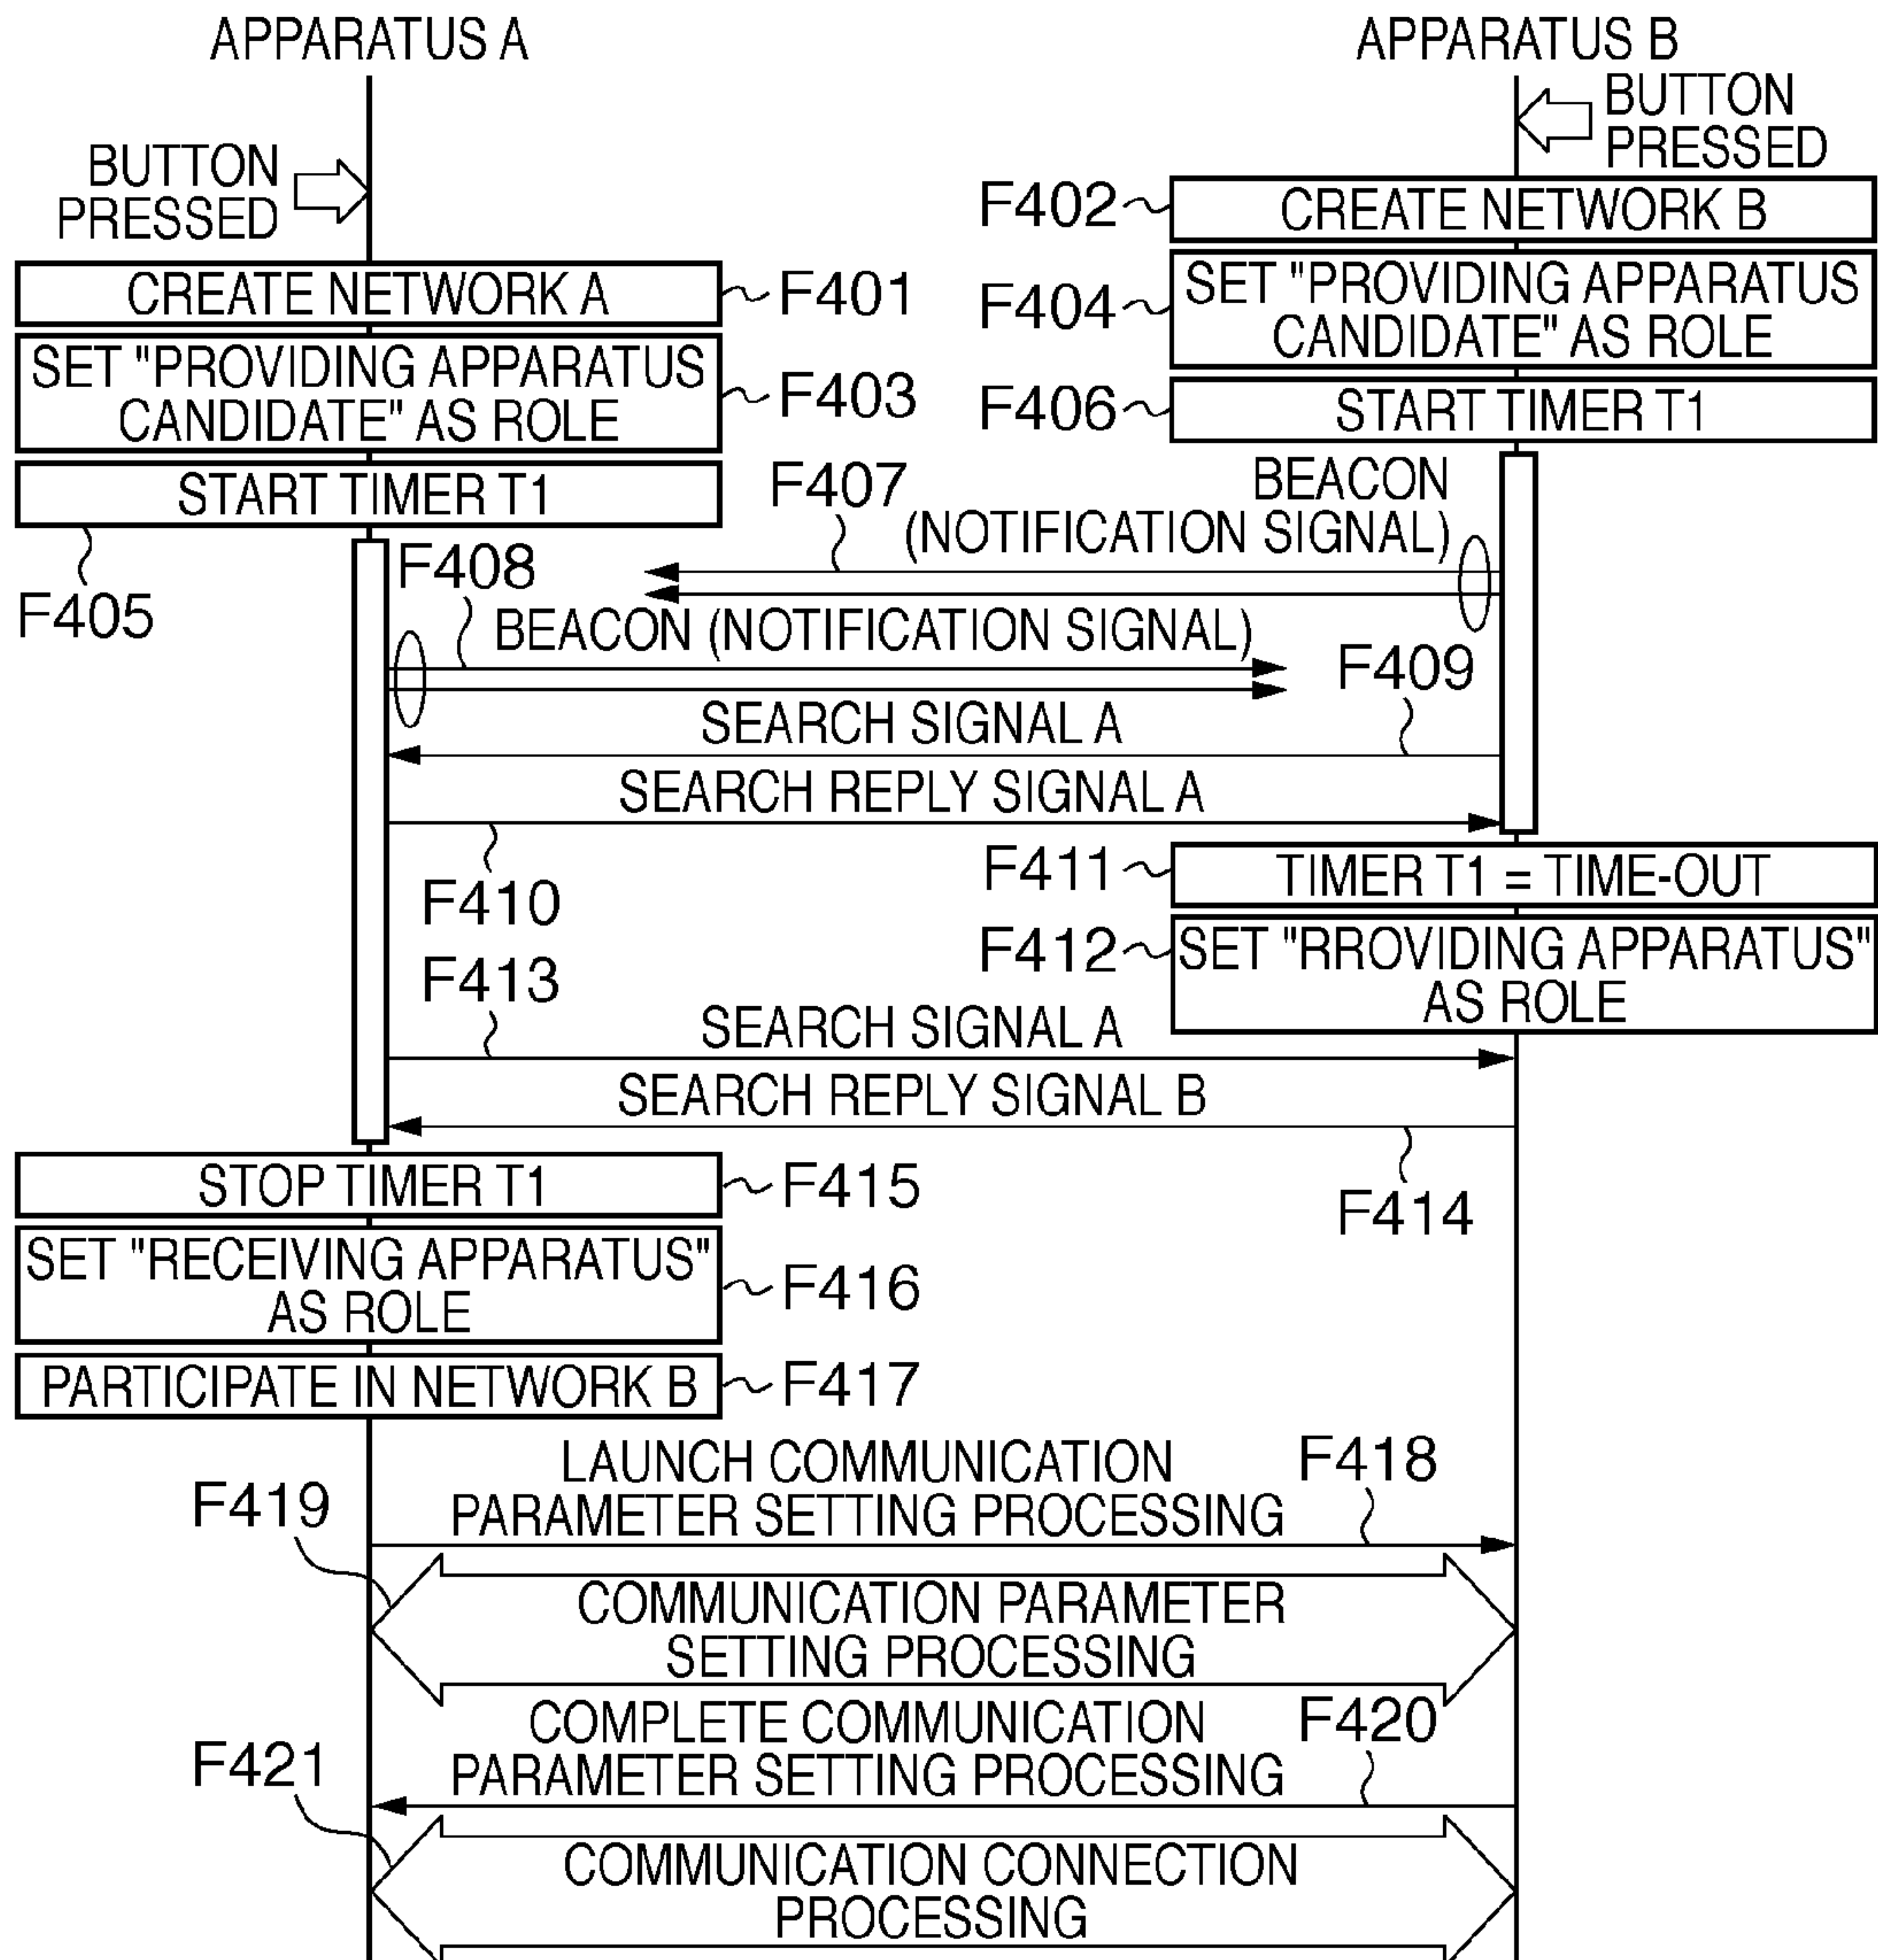 APPARATUS A
APPARATUS B
BUTTON
PRESSED
BUTTON
PRESSED
F402
CREATE NETWORK B
CREATE NETWORK A
F401
F404
SET "PROVIDING APPARATUS
CANDIDATE" AS ROLE
SET "PROVIDING APPARATUS
CANDIDATE" AS ROLE
F403
F406
START TIMER T1
START TIMER T1
F405
F407
BEACON
(NOTIFICATION SIGNAL)
F408
BEACON (NOTIFICATION SIGNAL)
F409
SEARCH SIGNAL A
SEARCH REPLY SIGNAL A
F410
F411
TIMER T1 = TIME-OUT
F412
SET "RROVIDING APPARATUS"
AS ROLE
F413
SEARCH SIGNAL A
SEARCH REPLY SIGNAL B
F414
STOP TIMER T1
F415
SET "RECEIVING APPARATUS"
AS ROLE
F416
PARTICIPATE IN NETWORK B
F417
LAUNCH COMMUNICATION
PARAMETER SETTING PROCESSING
F418
F419
COMMUNICATION PARAMETER
SETTING PROCESSING
COMPLETE COMMUNICATION
PARAMETER SETTING PROCESSING
F420
F421
COMMUNICATION CONNECTION
PROCESSING